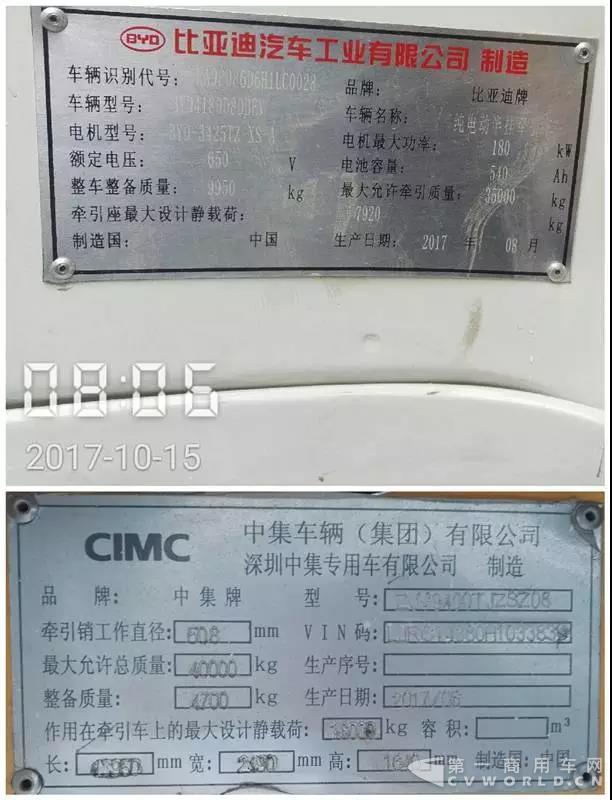 BYD 比亚迪汽车工业有限公司 制造
车辆识别代号: 品牌: 比亚迪牌
车辆型号: 车辆名称: 纯电动半挂牵
电机型号: 电机最大功率: 180 kW
额定电压: 650 V 电池容量: 540 Ah
整车整备质量: 9950 kg 最大允许牵引质量: 35000 kg
牵引座最大设计静载荷: 7920 kg
制造国: 中国 生产日期: 2017 年 08 月
08:06
2017-10-15
CIMC 中集车辆(集团)有限公司
深圳中集专用车有限公司 制造
品牌: 中集牌 型号:
牵引销工作直径: mm VIN码:
最大允许总质量: 40000 kg 生产序号:
整备质量: 4700 kg 生产日期: 2017/06
作用在牵引车上的最大设计静载荷: kg 容积: m³
长: mm 宽: mm 高: mm 制造国: 中国
第一商用车网
CVWORLD.CN